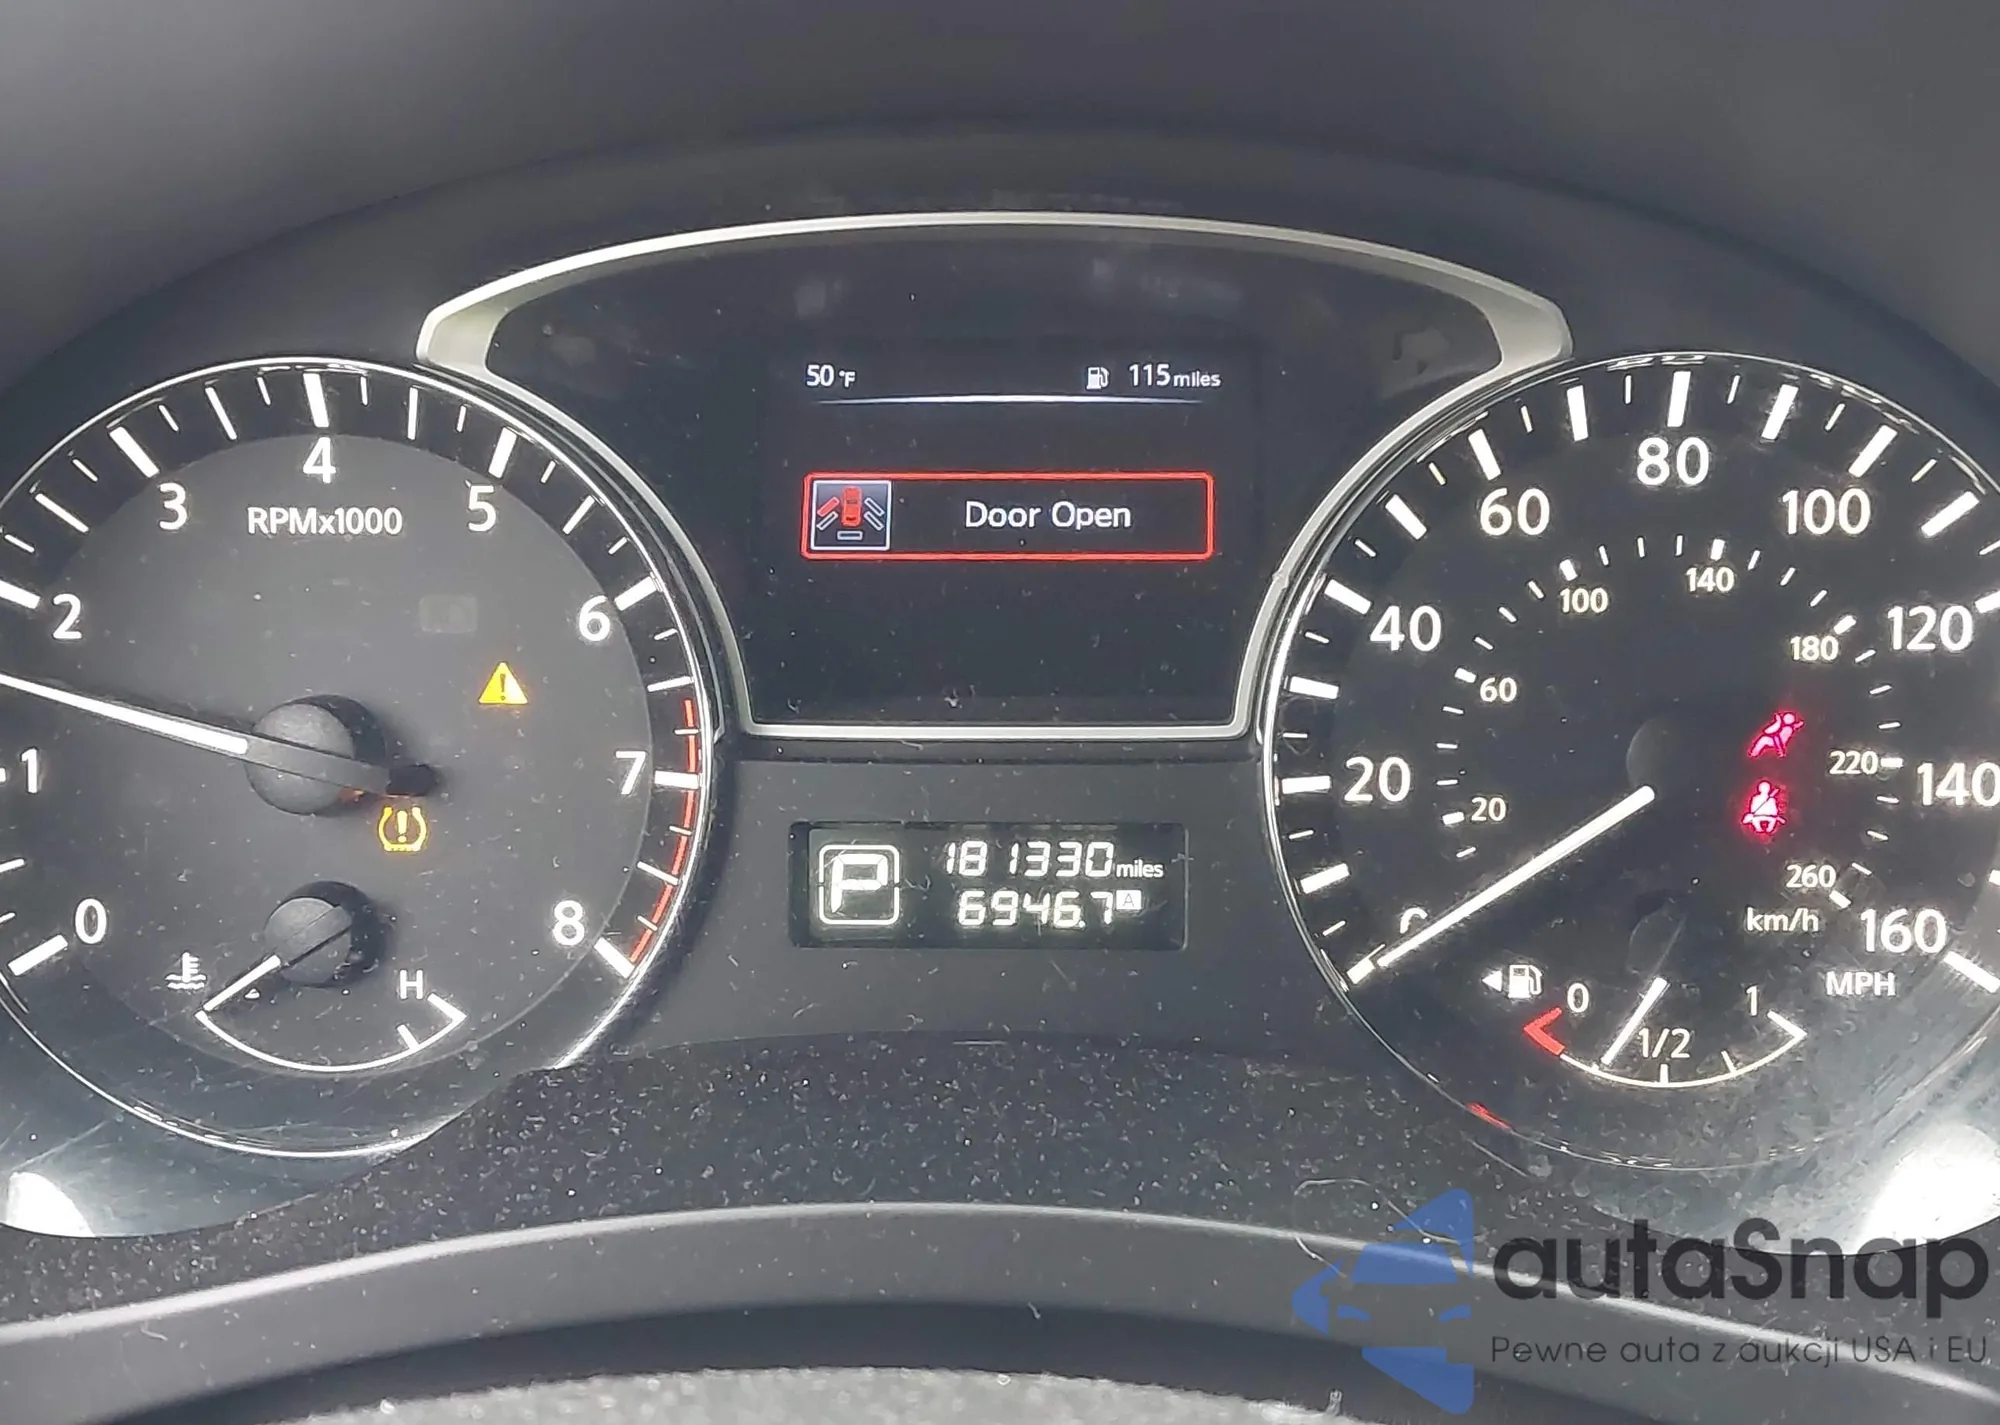 50 °F 115 miles
Door Open
0 1 2 3 4 5 6 7 8
RPMx1000
H
P 181330 miles
6946.7 A
20 40 60 80 100 120 140 160
MPH
20 60 100 140 180 220 260
km/h
0 1/2 1
autaSnap
Pewne auta z aukcji USA i EU